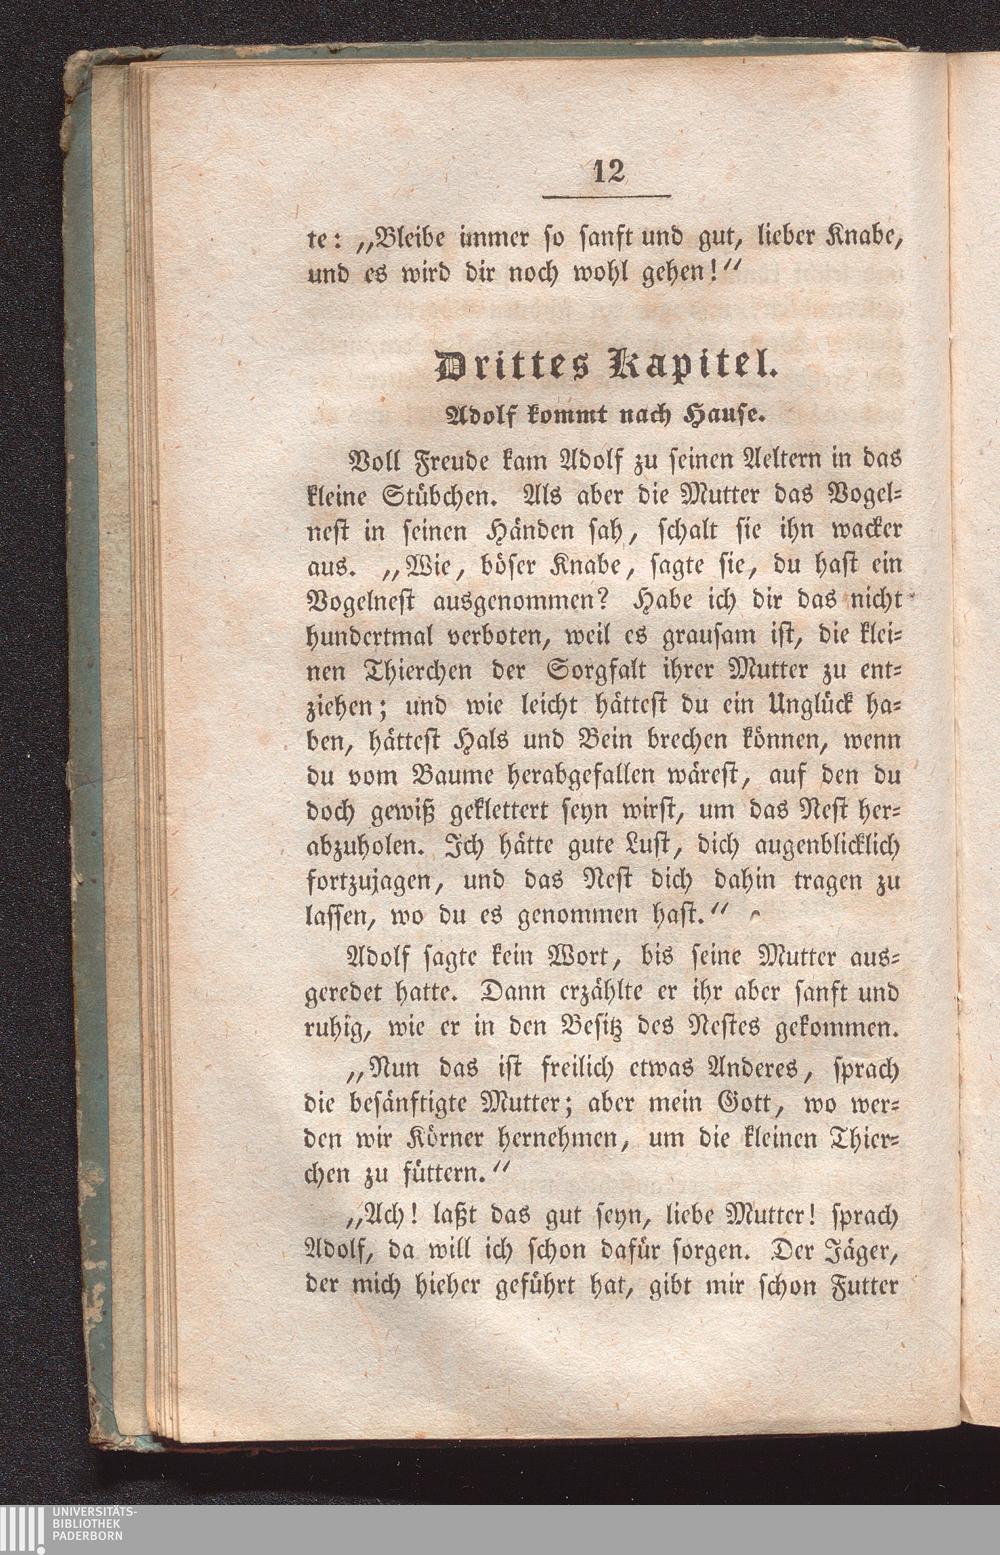 12
te: „Bleibe immer so sanft und gut, lieber Knabe,
und es wird dir noch wohl gehen!“
Drittes Kapitel.
Adolf kommt nach Hause.
Voll Freude kam Adolf zu seinen Aeltern in das
kleine Stübchen. Als aber die Mutter das Vogel-
nest in seinen Händen sah, schalt sie ihn wacker
aus. „Wie, böser Knabe, sagte sie, du hast ein
Vogelnest ausgenommen? Habe ich dir das nicht
hundertmal verboten, weil es grausam ist, die klei-
nen Thierchen der Sorgfalt ihrer Mutter zu ent-
ziehen; und wie leicht hättest du ein Unglück ha-
ben, hättest Hals und Bein brechen können, wenn
du vom Baume herabgefallen wärest, auf den du
doch gewiß geklettert seyn wirst, um das Nest her-
abzuholen. Ich hätte gute Lust, dich augenblicklich
fortzujagen, und das Nest dich dahin tragen zu
lassen, wo du es genommen hast.“
Adolf sagte kein Wort, bis seine Mutter aus-
geredet hatte. Dann erzählte er ihr aber sanft und
ruhig, wie er in den Besitz des Nestes gekommen.
„Nun das ist freilich etwas Anderes, sprach
die besänftigte Mutter; aber mein Gott, wo wer-
den wir Körner hernehmen, um die kleinen Thier-
chen zu füttern.“
„Ach! laßt das gut seyn, liebe Mutter! sprach
Adolf, da will ich schon dafür sorgen. Der Jäger,
der mich hieher geführt hat, gibt mir schon Futter
UNIVERSITÄTS-
BIBLIOTHEK
PADERBORN